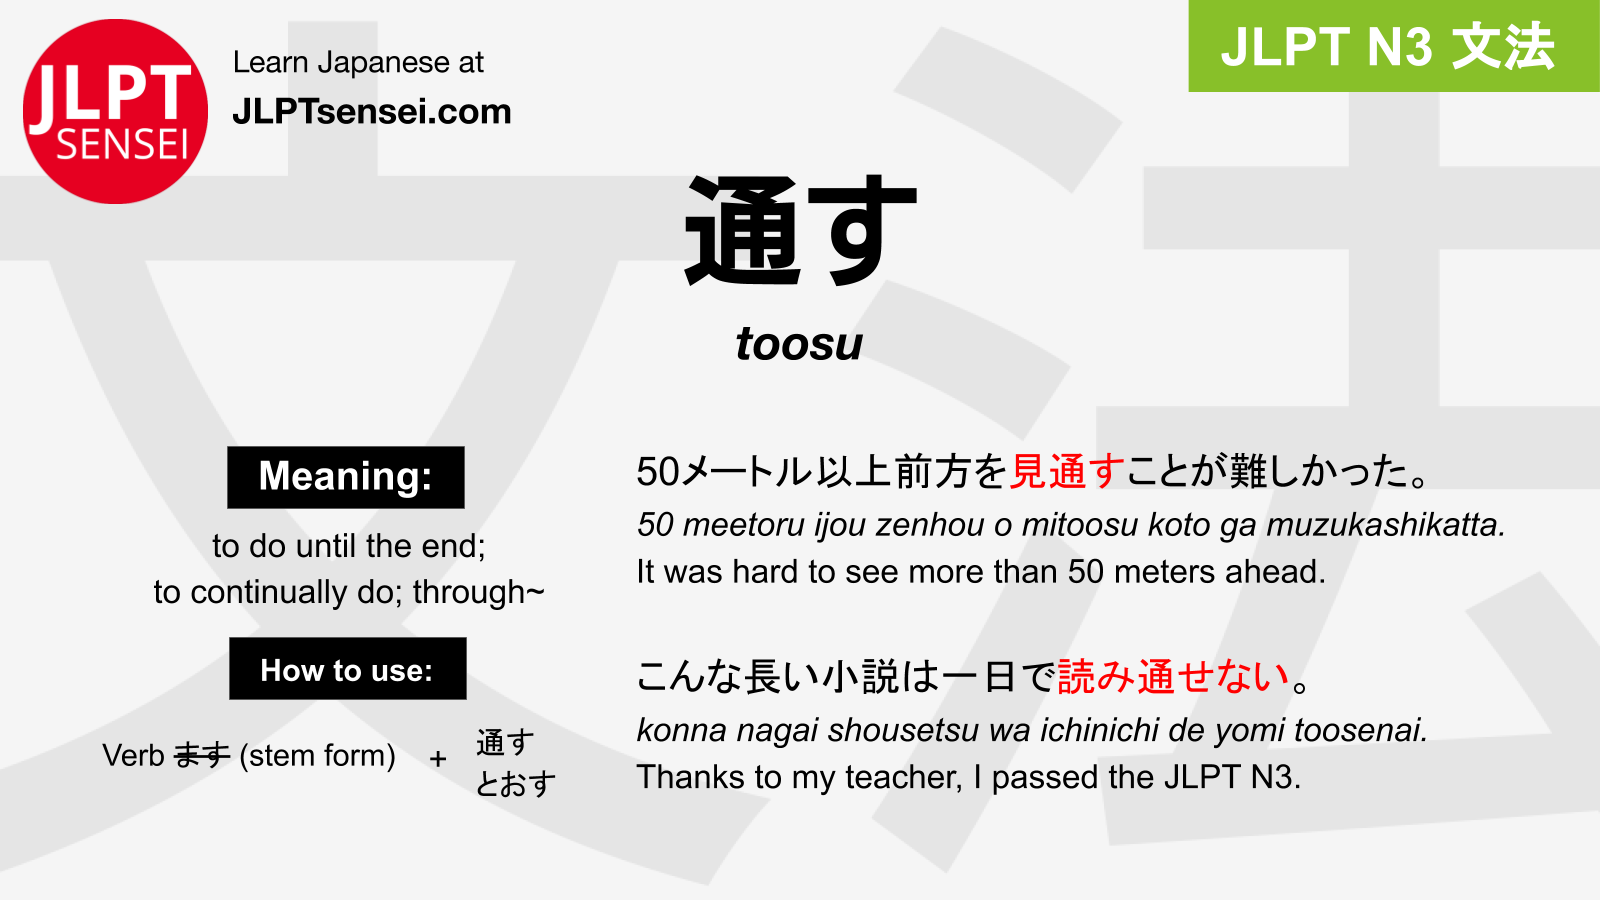 JLPT
SENSEI
Learn Japanese at
JLPTsensei.com
JLPT N3 文法
通す
toosu
Meaning:
to do until the end;
to continually do; through~
How to use:
Verb ます (stem form) + 通す
とおす
50メートル以上前方を見通すことが難しかった。
50 meetoru ijou zenhou o mitoosu koto ga muzukashikatta.
It was hard to see more than 50 meters ahead.
こんな長い小説は一日で読み通せない。
konna nagai shousetsu wa ichinichi de yomi toosenai.
Thanks to my teacher, I passed the JLPT N3.
文法